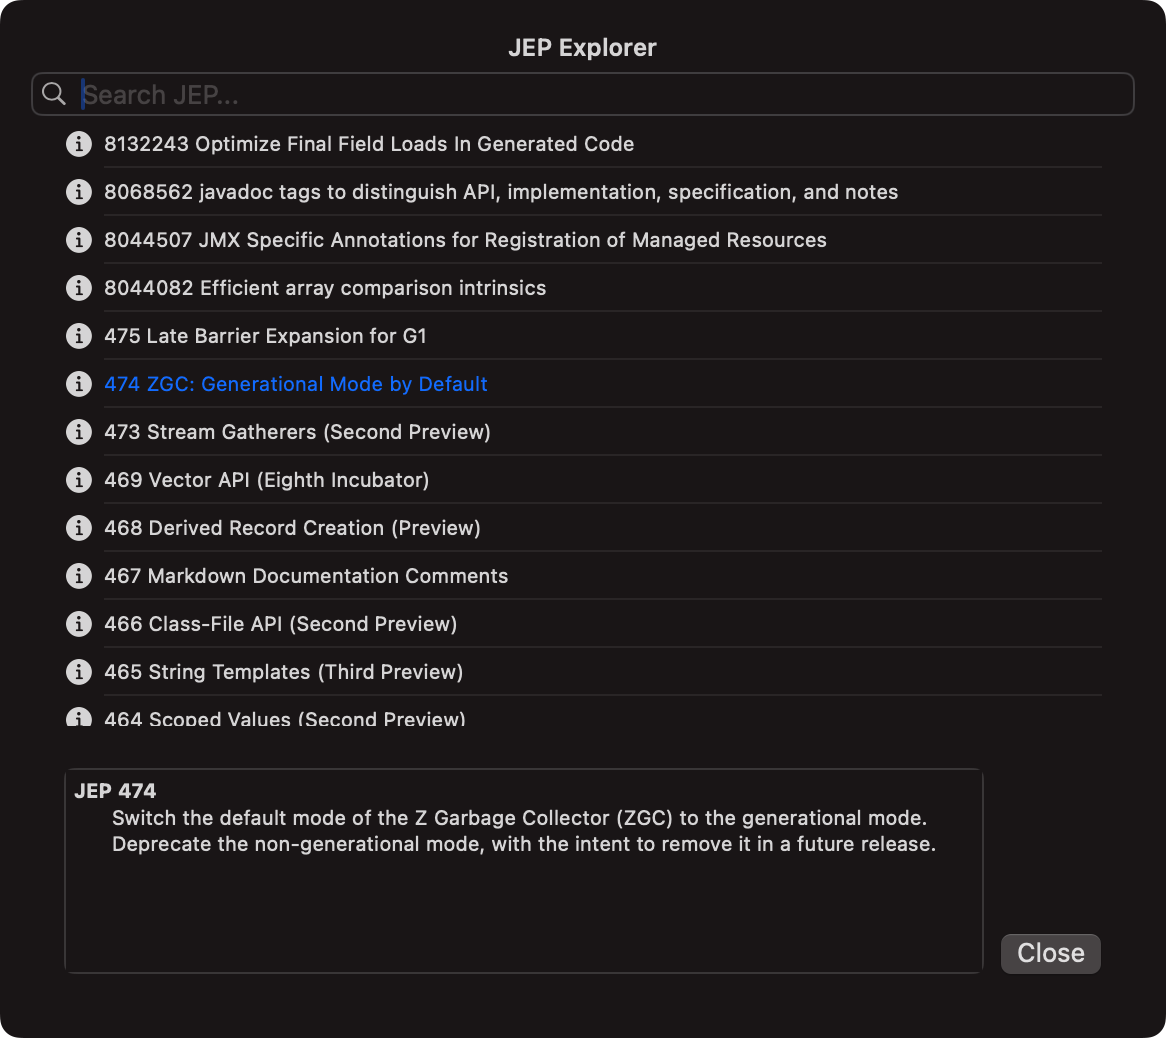 JEP Explorer
Search JEP...
8132243 Optimize Final Field Loads In Generated Code
8068562 javadoc tags to distinguish API, implementation, specification, and notes
8044507 JMX Specific Annotations for Registration of Managed Resources
8044082 Efficient array comparison intrinsics
475 Late Barrier Expansion for G1
474 ZGC: Generational Mode by Default
473 Stream Gatherers (Second Preview)
469 Vector API (Eighth Incubator)
468 Derived Record Creation (Preview)
467 Markdown Documentation Comments
466 Class-File API (Second Preview)
465 String Templates (Third Preview)
464 Scoped Values (Second Preview)
JEP 474
Switch the default mode of the Z Garbage Collector (ZGC) to the generational mode.
Deprecate the non-generational mode, with the intent to remove it in a future release.
Close